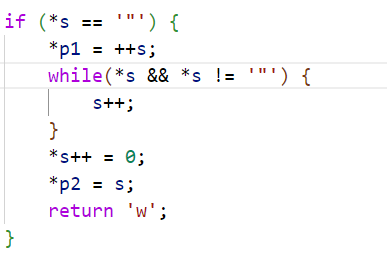 if (*s == '"') {
*p1 = ++s;
while(*s && *s != '"') {
s++;
}
*s++ = 0;
*p2 = s;
return 'w';
}